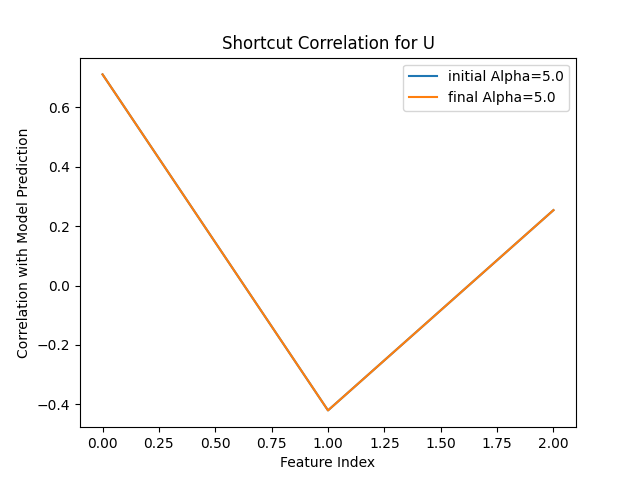 Shortcut Correlation for U
initial Alpha=5.0
final Alpha=5.0
Correlation with Model Prediction
0.6
0.4
0.2
0.0
−0.2
−0.4
0.00 0.25 0.50 0.75 1.00 1.25 1.50 1.75 2.00
Feature Index